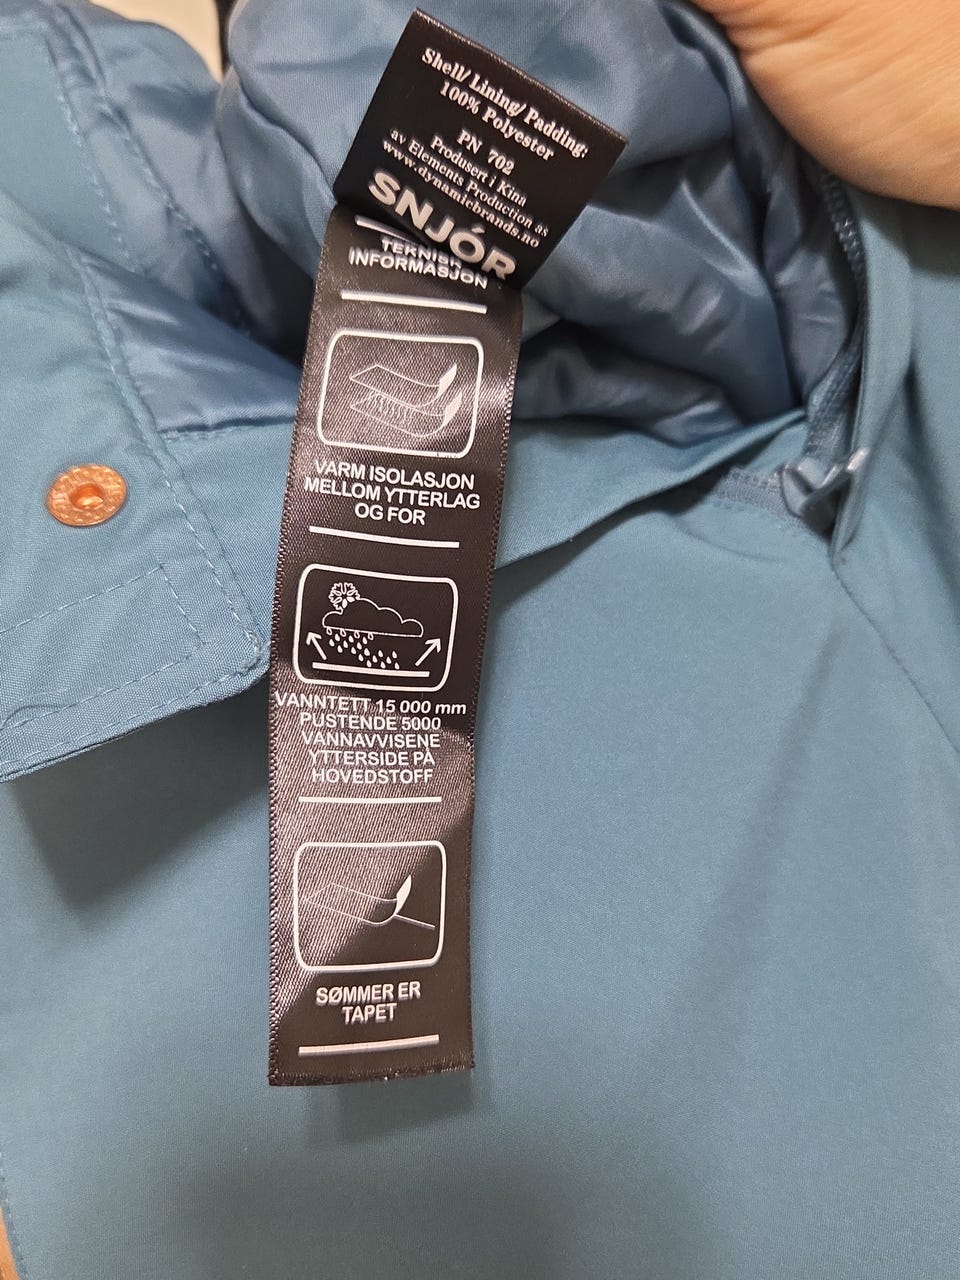 Shell/Lining/Padding:
100% Polyester
PN 702
Produsert i Kina
av Elements Production as
www.dynamicbrands.no
SNJÓR
TEKNISK
INFORMASJON
VARM ISOLASJON
MELLOM YTTERLAG
OG FOR
VANNTETT 15 000 mm
PUSTENDE 5000
VANNAVVISENE
YTTERSIDE PÅ
HOVEDSTOFF
SØMMER ER
TAPET